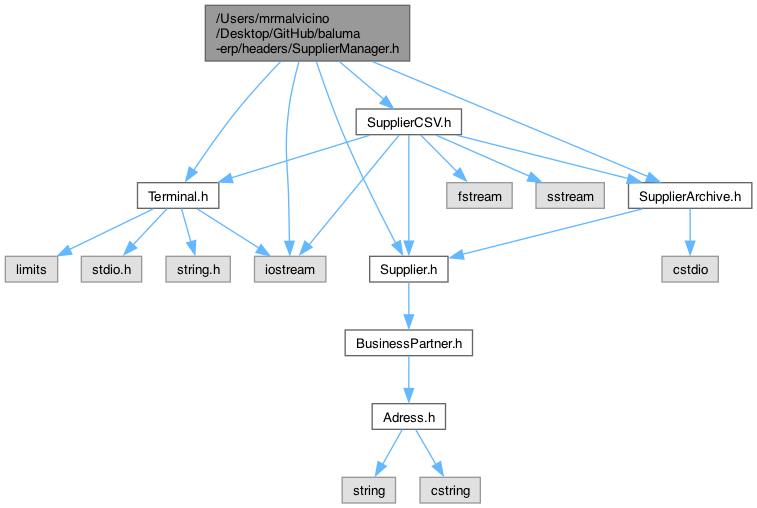 /Users/mrmalvicino
/Desktop/GitHub/baluma
-erp/headers/SupplierManager.h
SupplierCSV.h
Terminal.h
fstream
sstream
SupplierArchive.h
limits
stdio.h
string.h
iostream
Supplier.h
cstdio
BusinessPartner.h
Adress.h
string
cstring